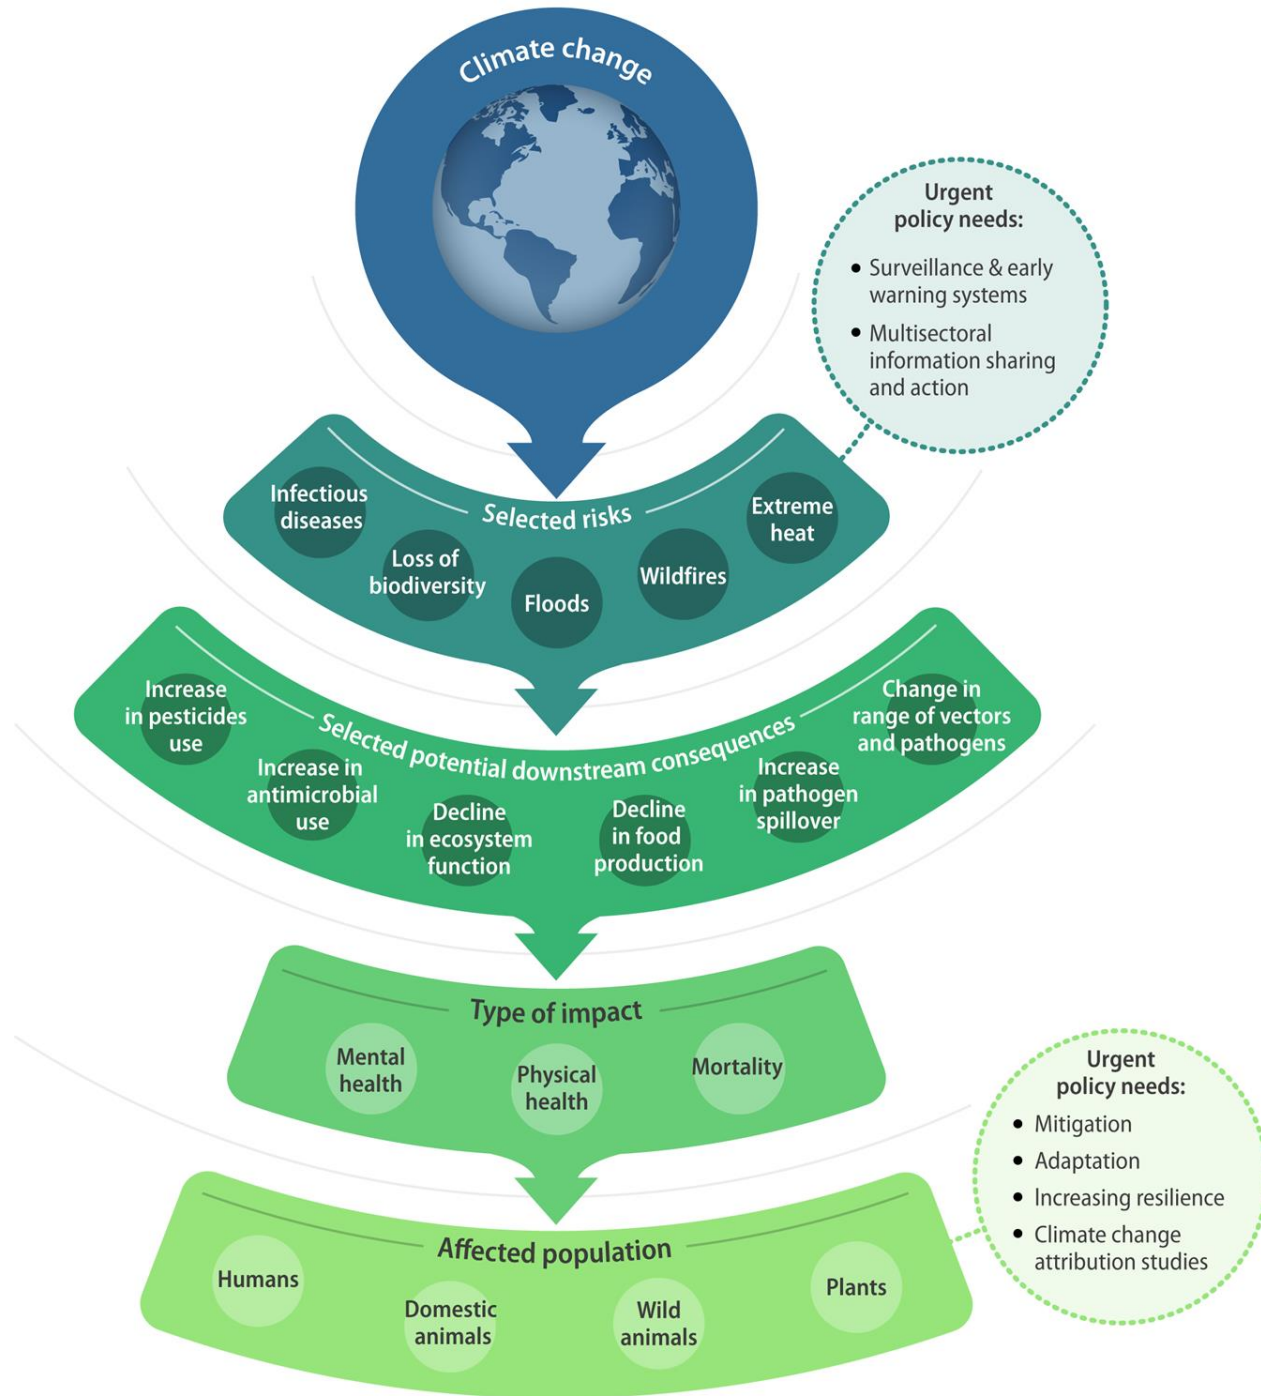 Climate change
Urgent
policy needs:
• Surveillance & early
warning systems
• Multisectoral
information sharing
and action
Selected risks
Infectious
diseases
Loss of
biodiversity
Floods
Wildfires
Extreme
heat
Selected potential downstream consequences
Increase
in pesticides
use
Increase in
antimicrobial
use
Decline
in ecosystem
function
Decline
in food
production
Increase
in pathogen
spillover
Change in
range of vectors
and pathogens
Type of impact
Mental
health
Physical
health
Mortality
Urgent
policy needs:
• Mitigation
• Adaptation
• Increasing resilience
• Climate change
attribution studies
Affected population
Humans
Domestic
animals
Wild
animals
Plants